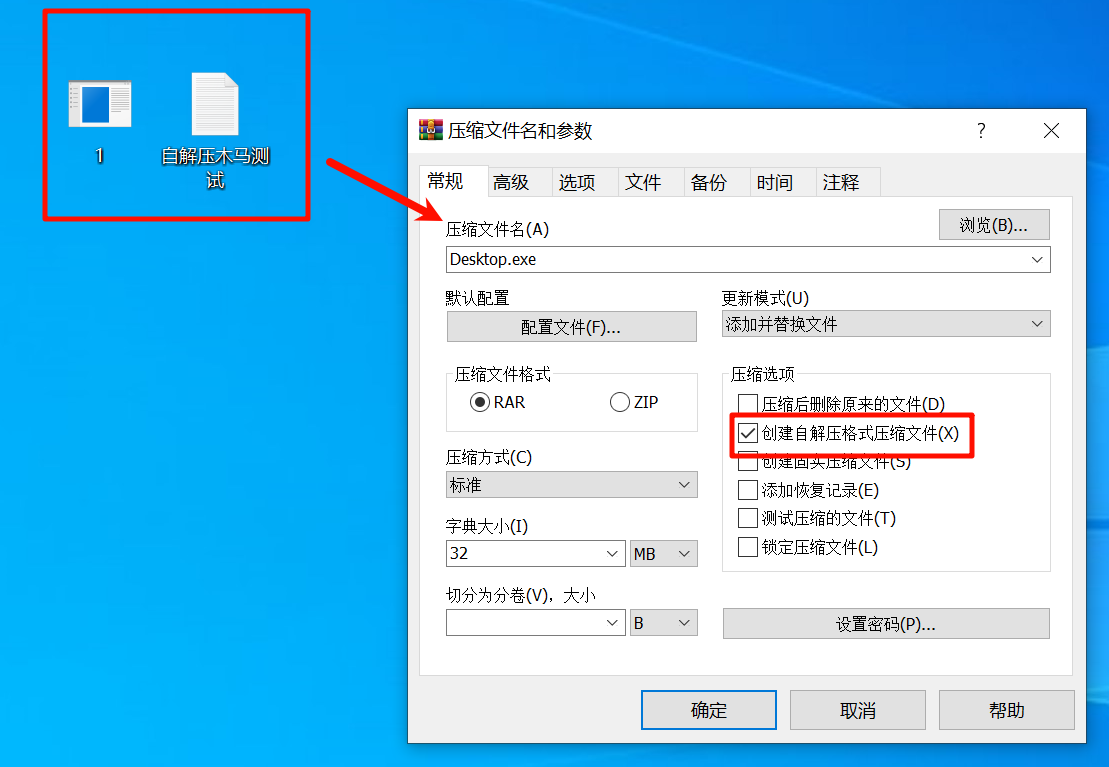 1
自解压木马测
试
压缩文件名和参数
?
常规
高级
选项
文件
备份
时间
注释
压缩文件名(A)
浏览(B)...
Desktop.exe
默认配置
更新模式(U)
配置文件(F)...
添加并替换文件
压缩文件格式
RAR
ZIP
压缩选项
压缩后删除原来的文件(D)
创建自解压格式压缩文件(X)
创建固实压缩文件(S)
添加恢复记录(E)
测试压缩的文件(T)
锁定压缩文件(L)
压缩方式(C)
标准
字典大小(I)
32
MB
切分为分卷(V)，大小
B
设置密码(P)...
确定
取消
帮助